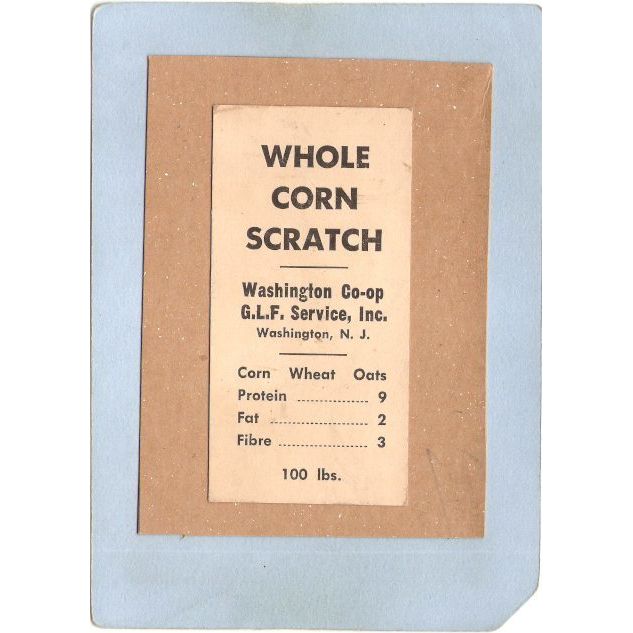 WHOLE
CORN
SCRATCH
Washington Co-op
G.L.F. Service, Inc.
Washington, N. J.
Corn Wheat Oats
Protein ................... 9
Fat ......................... 2
Fibre ...................... 3
100 lbs.